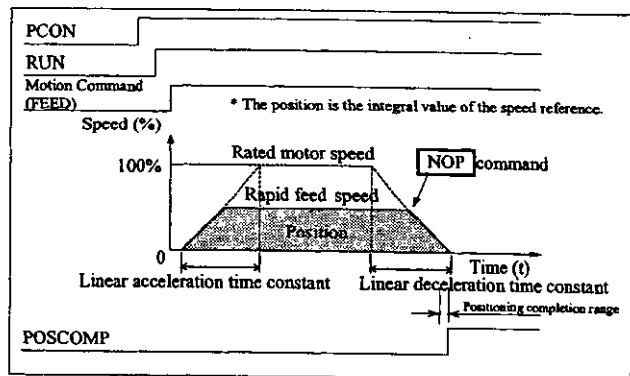 PCON
RUN
Motion Command
(FEED)
* The position is the integral value of the speed reference.
Speed (%)
100%
Rated motor speed
NOP command
Rapid feed speed
Position
0
Time (t)
Linear acceleration time constant
Linear deceleration time constant
Positioning completion range
POSCOMP